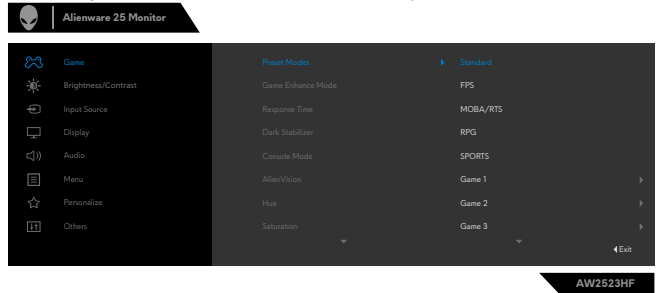 Alienware 25 Monitor
Game Preset Modes Standard
Brightness/Contrast Game Enhance Mode FPS
Input Source Response Time MOBA/RTS
Display Dark Stabilizer RPG
Audio Console Mode SPORTS
Menu AlienVision Game 1
Personalize Hue Game 2
Others Saturation Game 3
Exit
AW2523HF